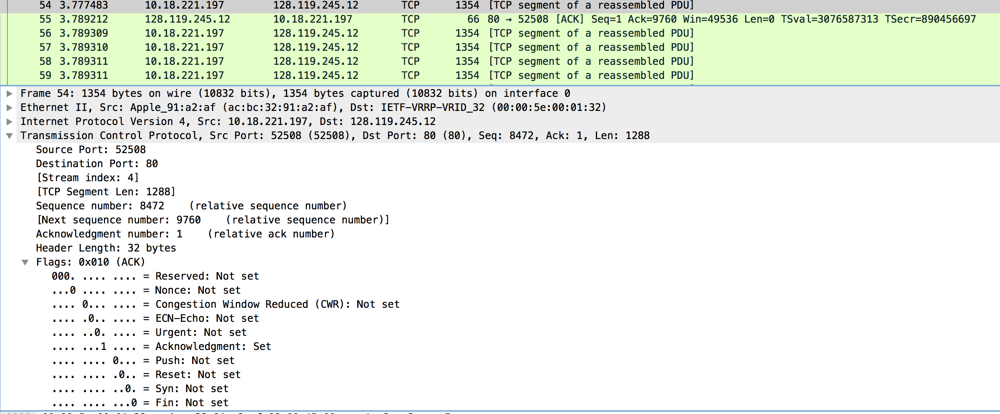 54 3.777483 10.18.221.197 128.119.245.12 TCP 1354 [TCP segment of a reassembled PDU]
55 3.789212 128.119.245.12 10.18.221.197 TCP 66 80 → 52508 [ACK] Seq=1 Ack=9760 Win=49536 Len=0 TSval=3076587313 TSecr=890456697
56 3.789309 10.18.221.197 128.119.245.12 TCP 1354 [TCP segment of a reassembled PDU]
57 3.789310 10.18.221.197 128.119.245.12 TCP 1354 [TCP segment of a reassembled PDU]
58 3.789311 10.18.221.197 128.119.245.12 TCP 1354 [TCP segment of a reassembled PDU]
59 3.789311 10.18.221.197 128.119.245.12 TCP 1354 [TCP segment of a reassembled PDU]
Frame 54: 1354 bytes on wire (10832 bits), 1354 bytes captured (10832 bits) on interface 0
Ethernet II, Src: Apple_91:a2:af (ac:bc:32:91:a2:af), Dst: IETF-VRRP-VRID_32 (00:00:5e:00:01:32)
Internet Protocol Version 4, Src: 10.18.221.197, Dst: 128.119.245.12
Transmission Control Protocol, Src Port: 52508 (52508), Dst Port: 80 (80), Seq: 8472, Ack: 1, Len: 1288
Source Port: 52508
Destination Port: 80
[Stream index: 4]
[TCP Segment Len: 1288]
Sequence number: 8472 (relative sequence number)
[Next sequence number: 9760 (relative sequence number)]
Acknowledgment number: 1 (relative ack number)
Header Length: 32 bytes
Flags: 0x010 (ACK)
000. .... .... = Reserved: Not set
...0 .... .... = Nonce: Not set
.... 0... .... = Congestion Window Reduced (CWR): Not set
.... .0.. .... = ECN-Echo: Not set
.... ..0. .... = Urgent: Not set
.... ...1 .... = Acknowledgment: Set
.... .... 0... = Push: Not set
.... .... .0.. = Reset: Not set
.... .... ..0. = Syn: Not set
.... .... ...0 = Fin: Not set